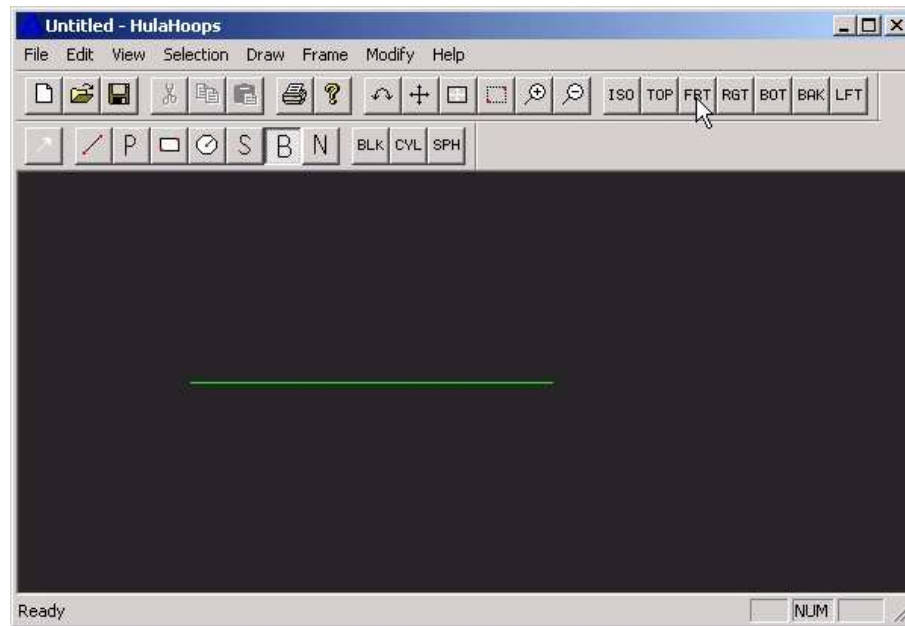 Untitled - HulaHoops
File Edit View Selection Draw Frame Modify Help
ISO TOP FRT RGT BOT BAK LFT
P S B N BLK CYL SPH
Ready NUM